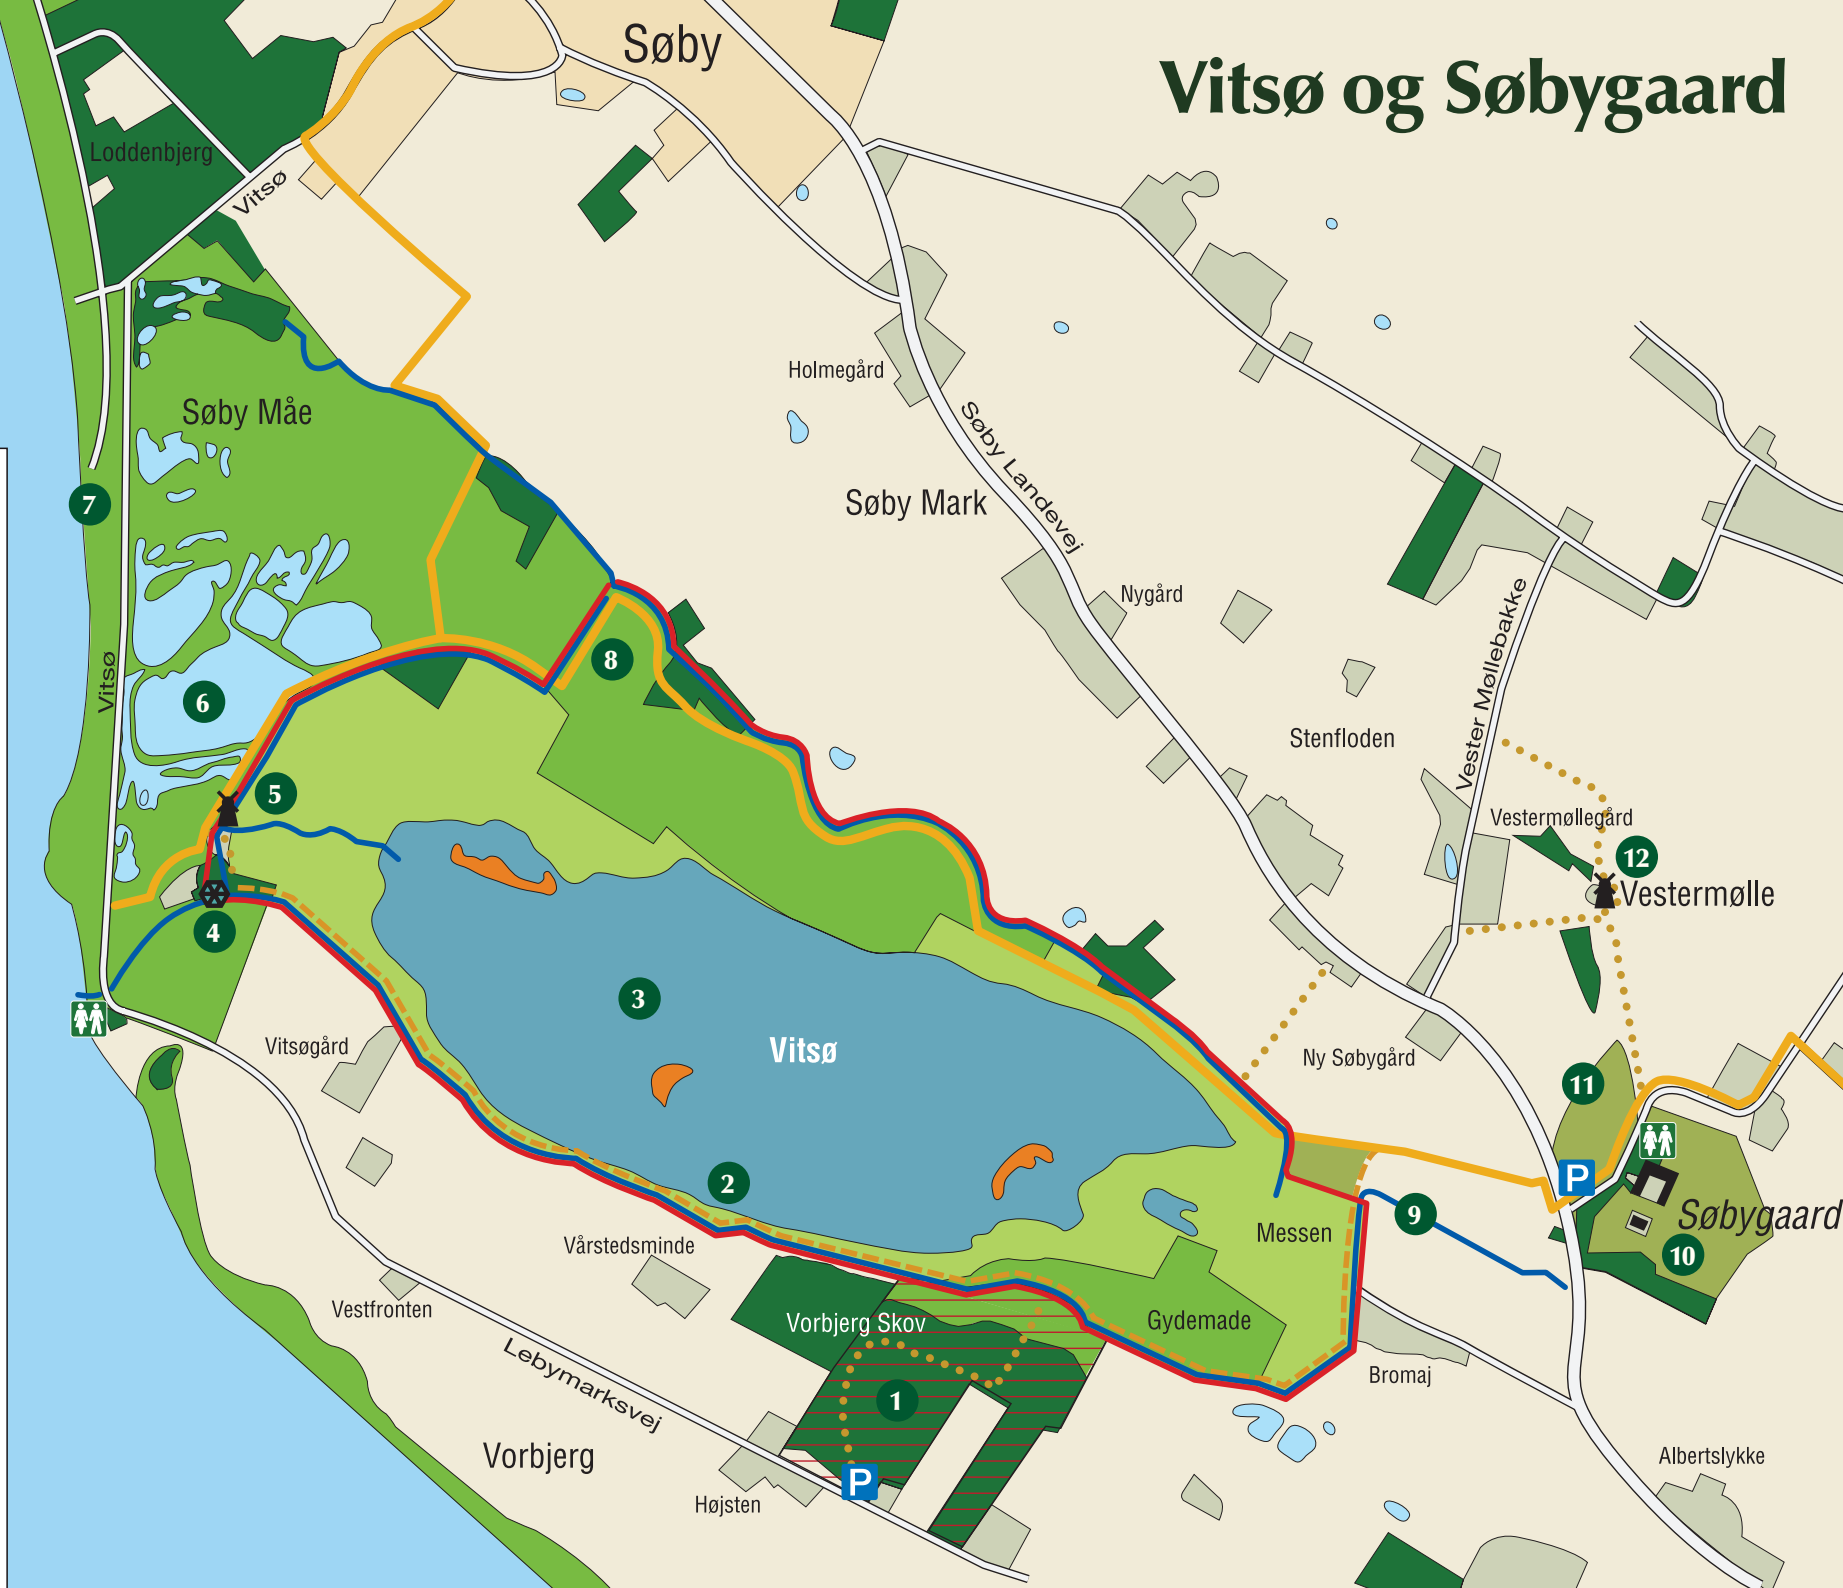 Vitsø og Søbygaard
Søby
Loddenbjerg
Vitsø
Holmegård
Søby Måe
Søby Landevej
Søby Mark
7
Nygård
Vester Møllebakke
Vitsø
8
6
Stenfloden
5
Vestermøllegård
12
Vestermølle
4
3
Vitsø
Vitsøgård
Ny Søbygård
11
2
P
9
Søbygaard
Messen
10
Vårstedsminde
Vestfronten
Vorbjerg Skov
Gydemade
Lebymarksvej
Bromaj
1
Vorbjerg
Albertslykke
P
Højsten